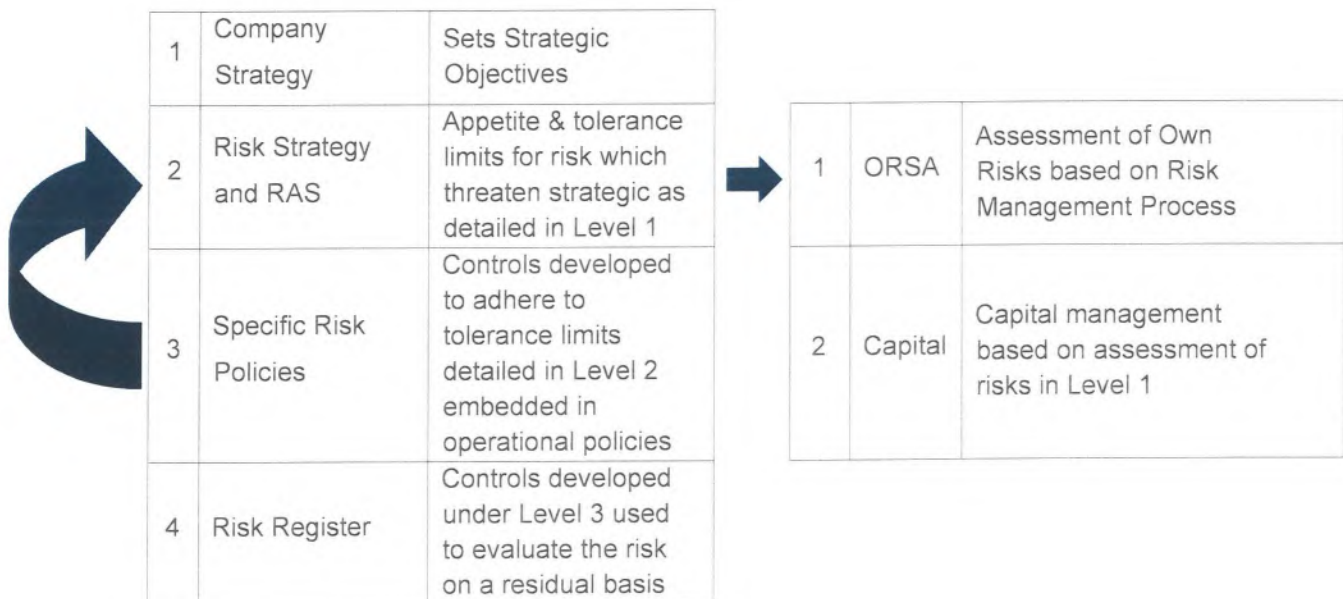 1
Company
Strategy
Sets Strategic
Objectives
2
Risk Strategy
and RAS
Appetite & tolerance
limits for risk which
threaten strategic as
detailed in Level 1
3
Specific Risk
Policies
Controls developed
to adhere to
tolerance limits
detailed in Level 2
embedded in
operational policies
4
Risk Register
Controls developed
under Level 3 used
to evaluate the risk
on a residual basis
1
ORSA
Assessment of Own
Risks based on Risk
Management Process
2
Capital
Capital management
based on assessment of
risks in Level 1